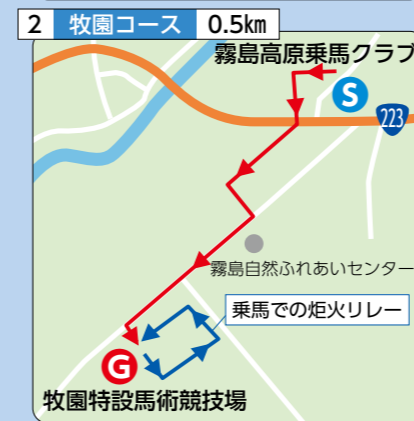 2 牧園コース 0.5㎞
霧島高原乗馬クラブ
S
223
霧島自然ふれあいセンター
乗馬での炬火リレー
G
牧園特設馬術競技場